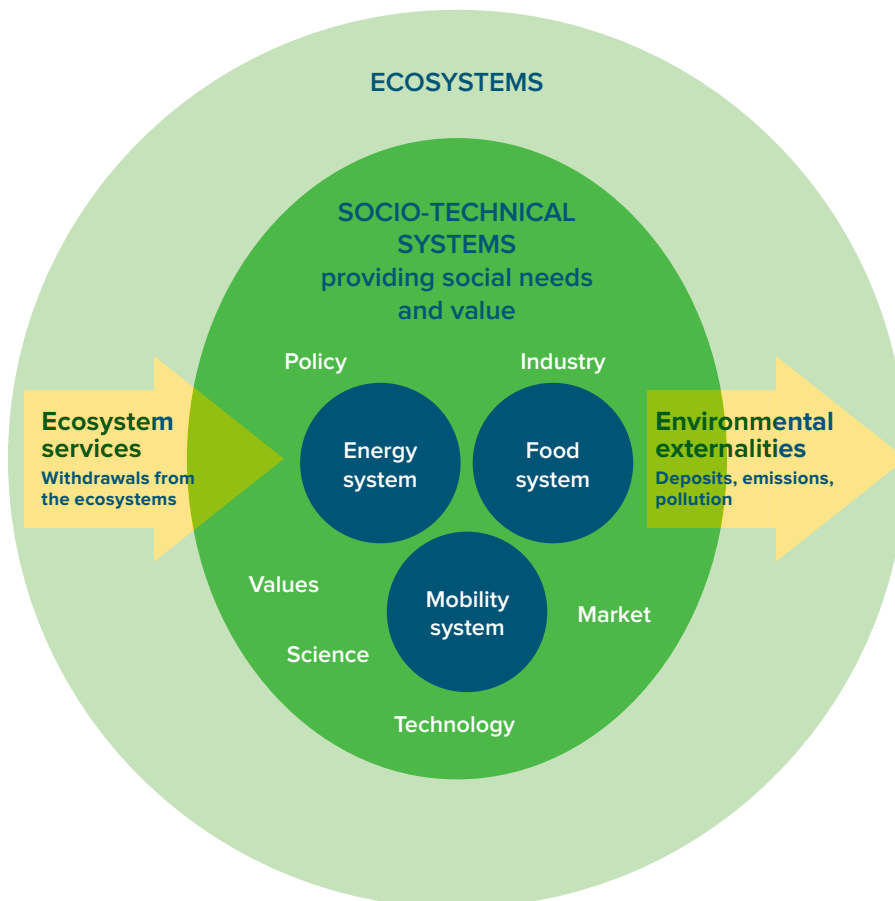 ECOSYSTEMS
SOCIO-TECHNICAL
SYSTEMS
providing social needs
and value
Policy
Industry
Ecosystem
services
Withdrawals from
the ecosystems
Energy
system
Food
system
Environmental
externalities
Deposits, emissions,
pollution
Values
Mobility
system
Market
Science
Technology